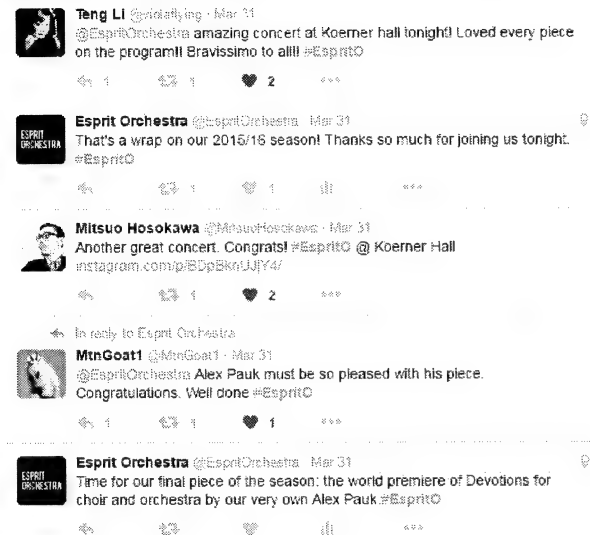 Teng Li @violaflying · Mar 31
@EspritOrchestra amazing concert at Koerner hall tonight! Loved every piece
on the program!! Bravissimo to all!! #EspritO
1 1 2
ESPRIT
ORCHESTRA
Esprit Orchestra @EspritOrchestra Mar 31
That's a wrap on our 2015/16 season! Thanks so much for joining us tonight.
#EspritO
1 1
Mitsuo Hosokawa @MitsuoHosokawa · Mar 31
Another great concert. Congrats! #EspritO @ Koerner Hall
instagram.com/p/BDpBknUJjY4/
1 2
In reply to Esprit Orchestra
MtnGoat1 @MtnGoat1 · Mar 31
@EspritOrchestra Alex Pauk must be so pleased with his piece.
Congratulations. Well done #EspritO
1 1 1
ESPRIT
ORCHESTRA
Esprit Orchestra @EspritOrchestra Mar 31
Time for our final piece of the season: the world premiere of Devotions for
choir and orchestra by our very own Alex Pauk.#EspritO